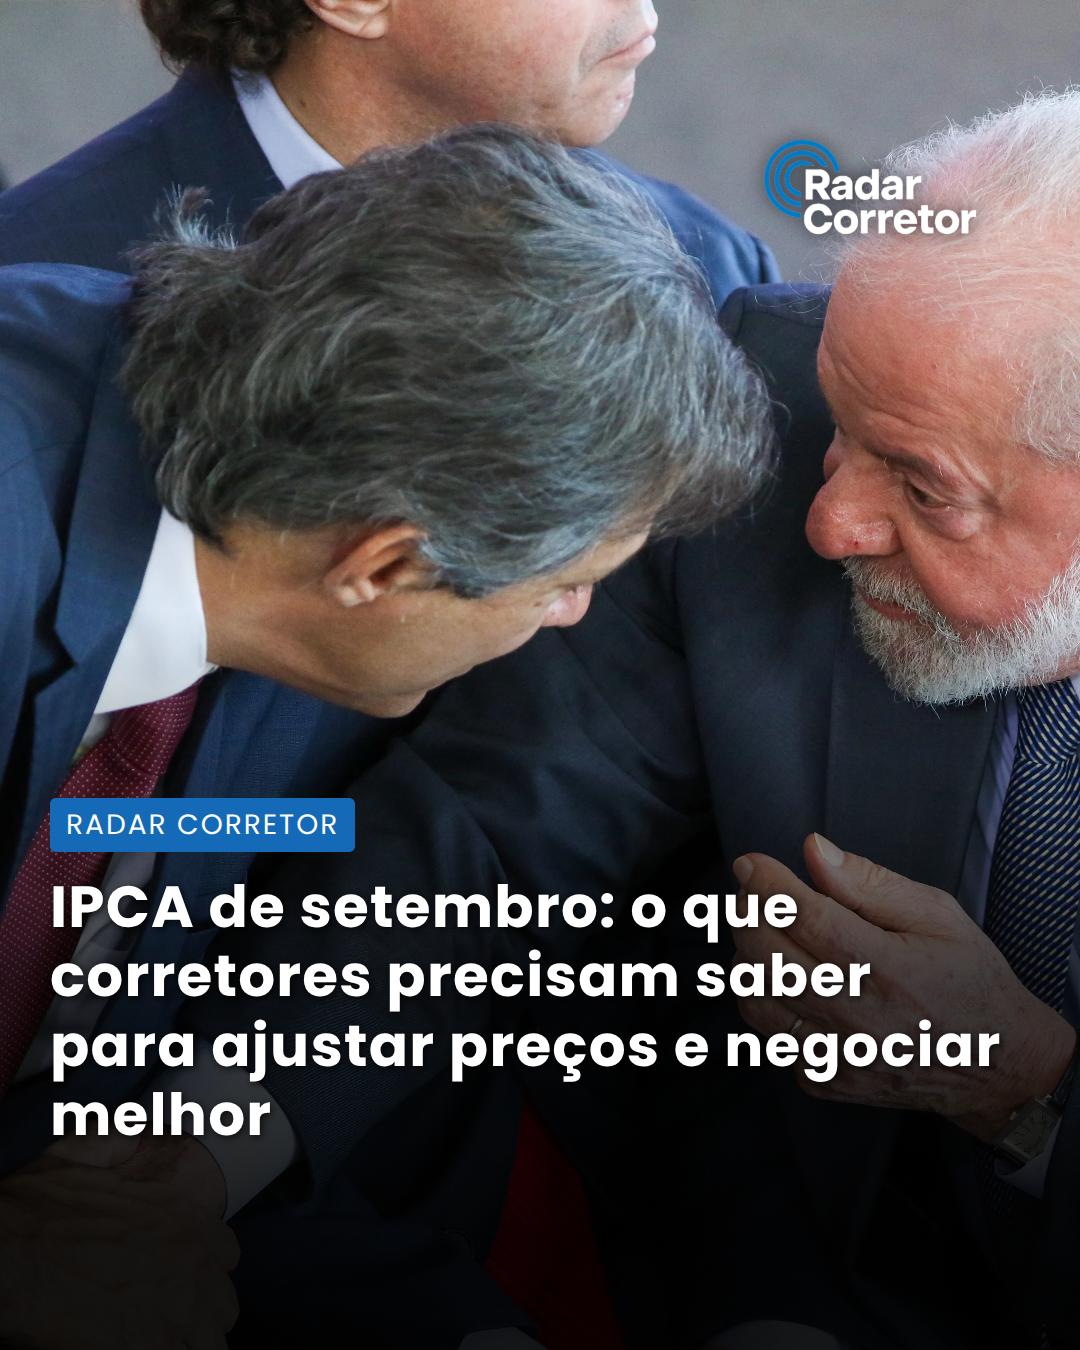 Radar
Corretor
RADAR CORRETOR
IPCA de setembro: o que
corretores precisam saber
para ajustar preços e negociar
melhor